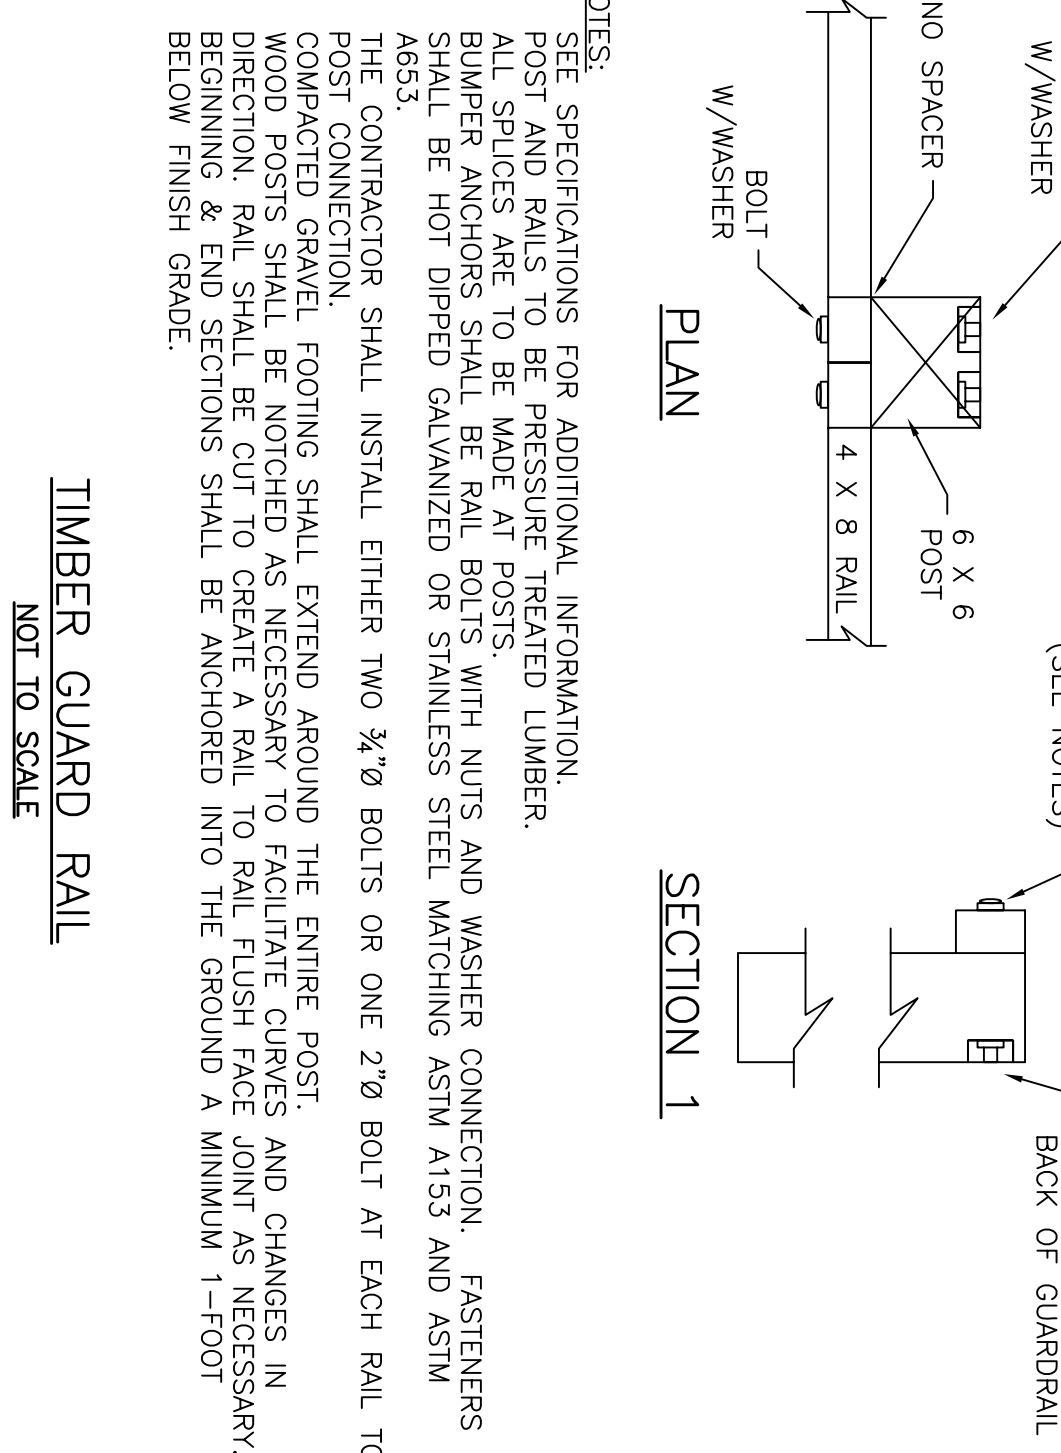 W/WASHER
NO SPACER
BOLT
W/WASHER
6 X 6
POST
4 X 8 RAIL
PLAN
(SEE NOTES)
BACK OF GUARDRAIL
SECTION 1
OTES:
SEE SPECIFICATIONS FOR ADDITIONAL INFORMATION.
POST AND RAILS TO BE PRESSURE TREATED LUMBER.
ALL SPLICES ARE TO BE MADE AT POSTS.
BUMPER ANCHORS SHALL BE RAIL BOLTS WITH NUTS AND WASHER CONNECTION. FASTENERS
SHALL BE HOT DIPPED GALVANIZED OR STAINLESS STEEL MATCHING ASTM A153 AND ASTM
A653.
THE CONTRACTOR SHALL INSTALL EITHER TWO ¾"Ø BOLTS OR ONE 2"Ø BOLT AT EACH RAIL TO
POST CONNECTION.
COMPACTED GRAVEL FOOTING SHALL EXTEND AROUND THE ENTIRE POST.
WOOD POSTS SHALL BE NOTCHED AS NECESSARY TO FACILITATE CURVES AND CHANGES IN
DIRECTION. RAIL SHALL BE CUT TO CREATE A RAIL TO RAIL FLUSH FACE JOINT AS NECESSARY.
BEGINNING & END SECTIONS SHALL BE ANCHORED INTO THE GROUND A MINIMUM 1-FOOT
BELOW FINISH GRADE.
TIMBER GUARD RAIL
NOT TO SCALE